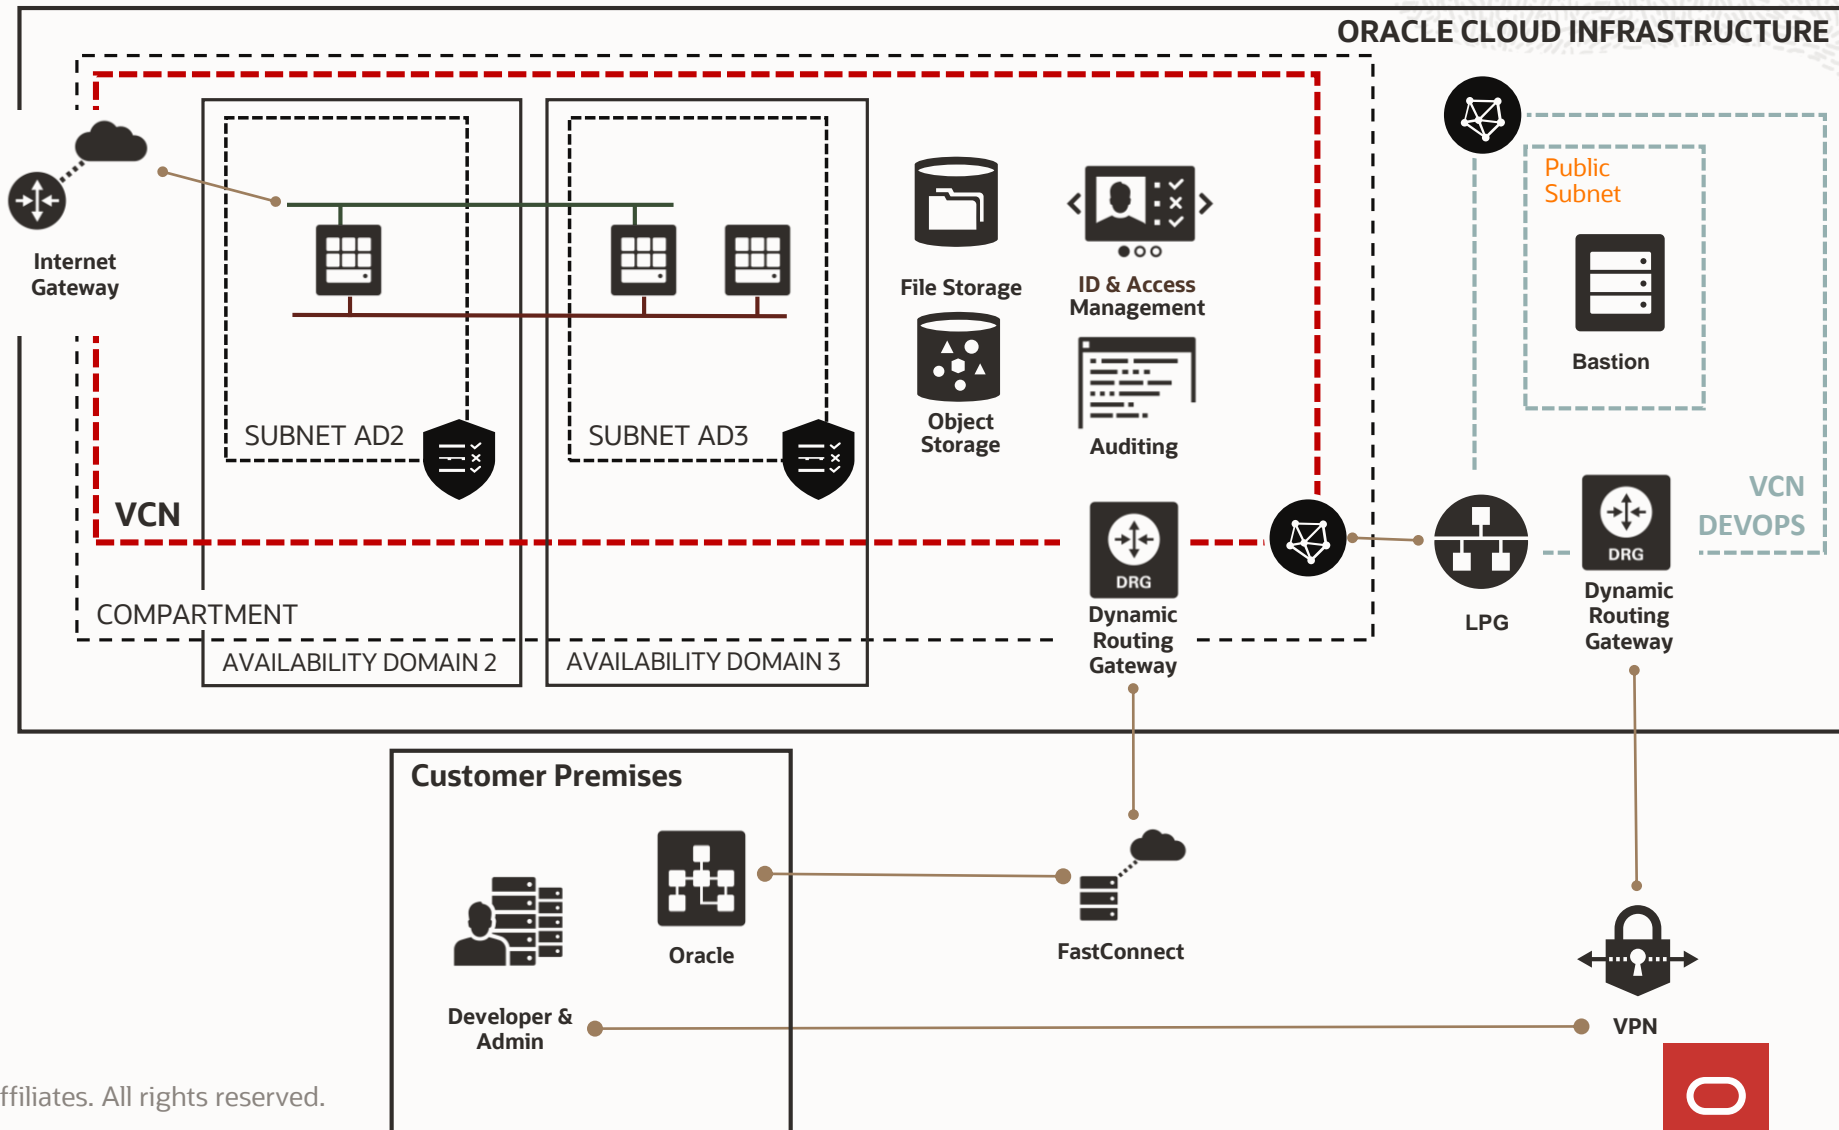 ORACLE CLOUD INFRASTRUCTURE
Internet
Gateway
SUBNET AD2
SUBNET AD3
VCN
COMPARTMENT
AVAILABILITY DOMAIN 2
AVAILABILITY DOMAIN 3
File Storage
Object
Storage
ID & Access
Management
Auditing
DRG
Dynamic
Routing
Gateway
LPG
Public
Subnet
Bastion
VCN
DEVOPS
DRG
Dynamic
Routing
Gateway
Customer Premises
Oracle
Developer &
Admin
FastConnect
VPN
ffiliates. All rights reserved.